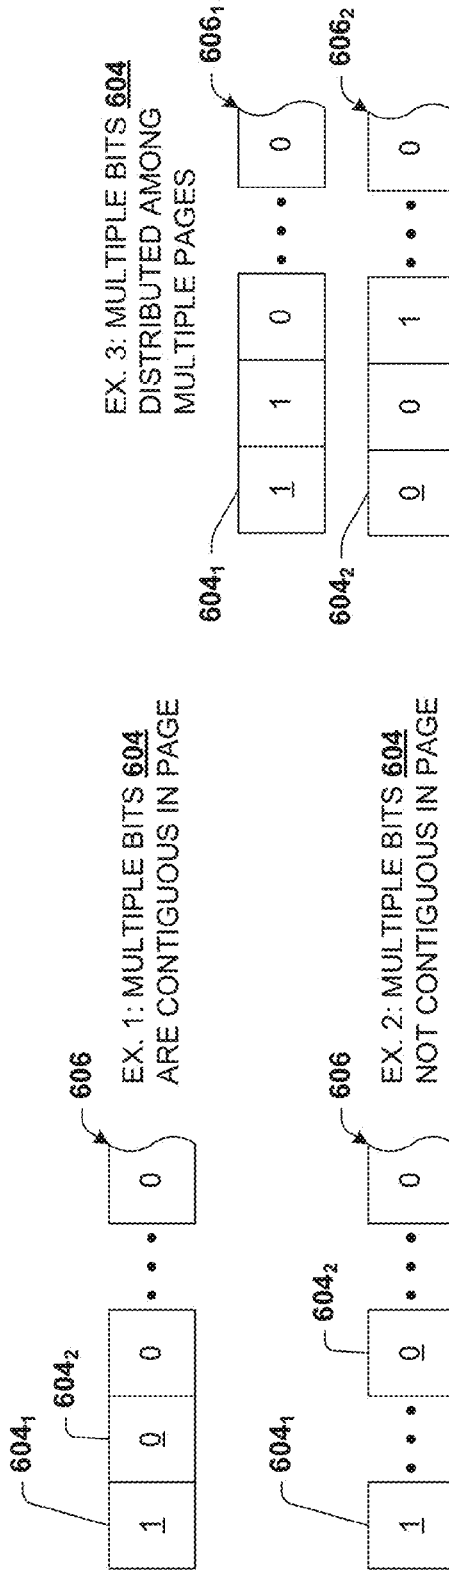 604₁
604₂
606
1 0 0 • • • 0
EX. 1: MULTIPLE BITS 604
ARE CONTIGUOUS IN PAGE
604₁
604₂
606
1 • • • 0 • • • 0
EX. 2: MULTIPLE BITS 604
NOT CONTIGUOUS IN PAGE
EX. 3: MULTIPLE BITS 604
DISTRIBUTED AMONG
MULTIPLE PAGES
604₁
606₁
1 1 0 • • • 0
604₂
606₂
0 0 1 • • • 0